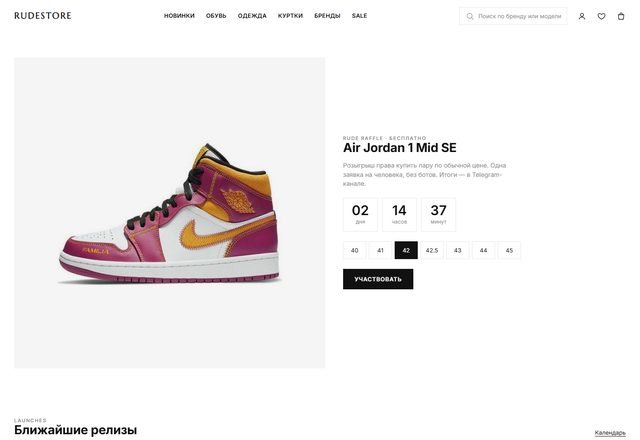 RUDESTORE
НОВИНКИ ОБУВЬ ОДЕЖДА КУРТКИ БРЕНДЫ SALE
Поиск по бренду или модели
FAMILIA
RUDE RAFFLE · БЕСПЛАТНО
Air Jordan 1 Mid SE
Розыгрыш права купить пару по обычной цене. Одна
заявка на человека, без ботов. Итоги — в Telegram-
канале.
02 14 37
дня часов минут
40 41 42 42.5 43 44 45
УЧАСТВОВАТЬ
LAUNCHES
Ближайшие релизы
Календарь